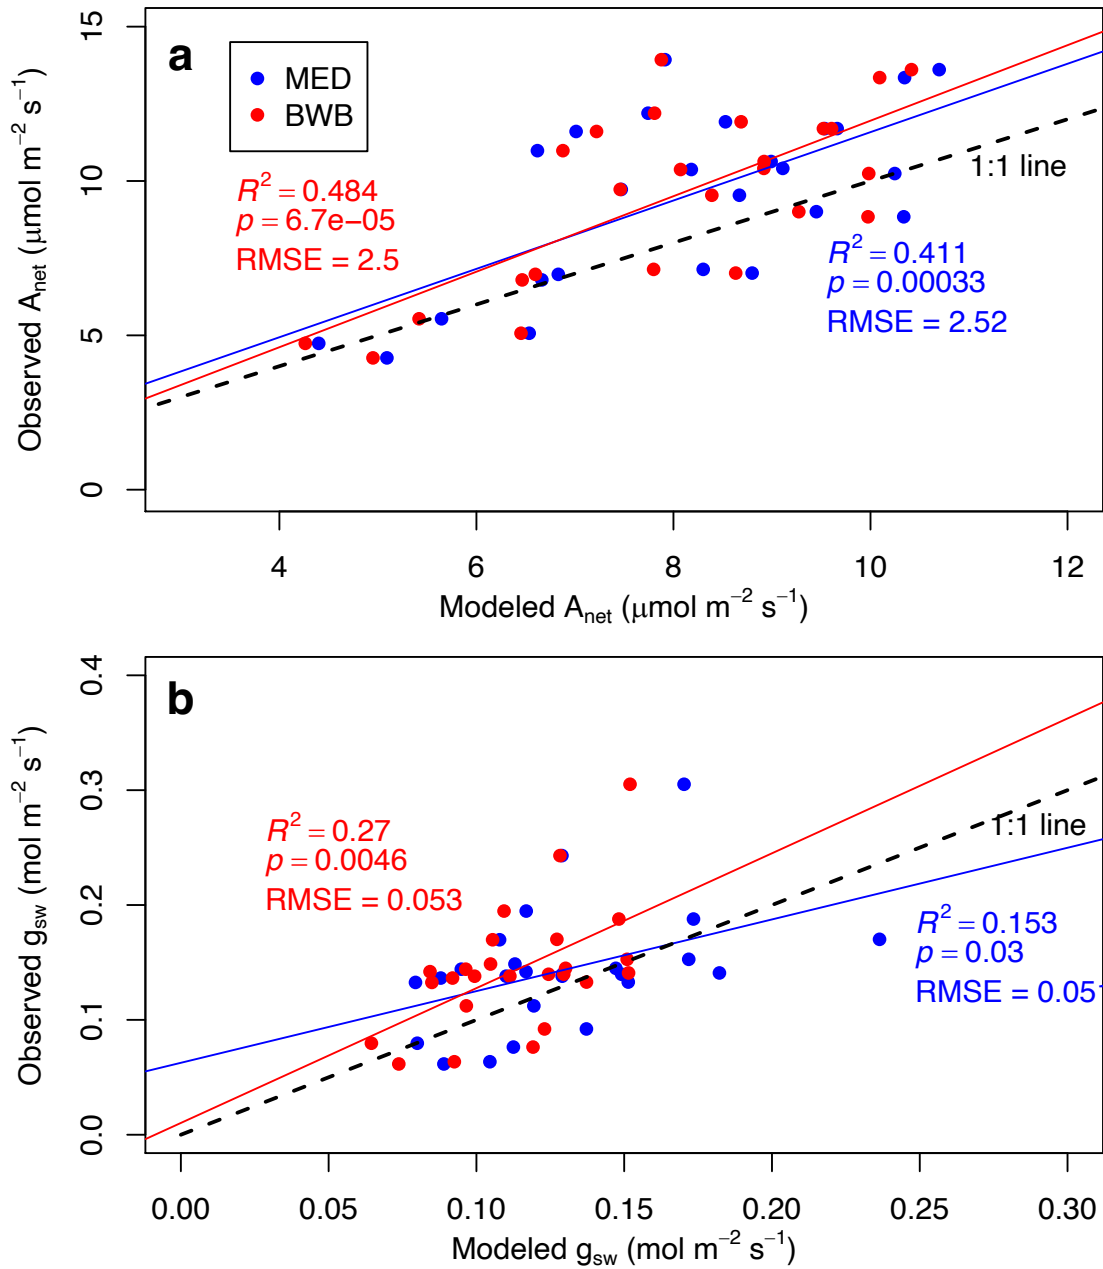 a
MED
BWB
R² = 0.484
p = 6.7e−05
RMSE = 2.5
1:1 line
R² = 0.411
p = 0.00033
RMSE = 2.52
0
5
10
15
Observed Anet (μmol m⁻² s⁻¹)
4
6
8
10
12
Modeled Anet (μmol m⁻² s⁻¹)
b
R² = 0.27
p = 0.0046
RMSE = 0.053
1:1 line
R² = 0.153
p = 0.03
RMSE = 0.051
0.0
0.1
0.2
0.3
0.4
Observed gsw (mol m⁻² s⁻¹)
0.00
0.05
0.10
0.15
0.20
0.25
0.30
Modeled gsw (mol m⁻² s⁻¹)